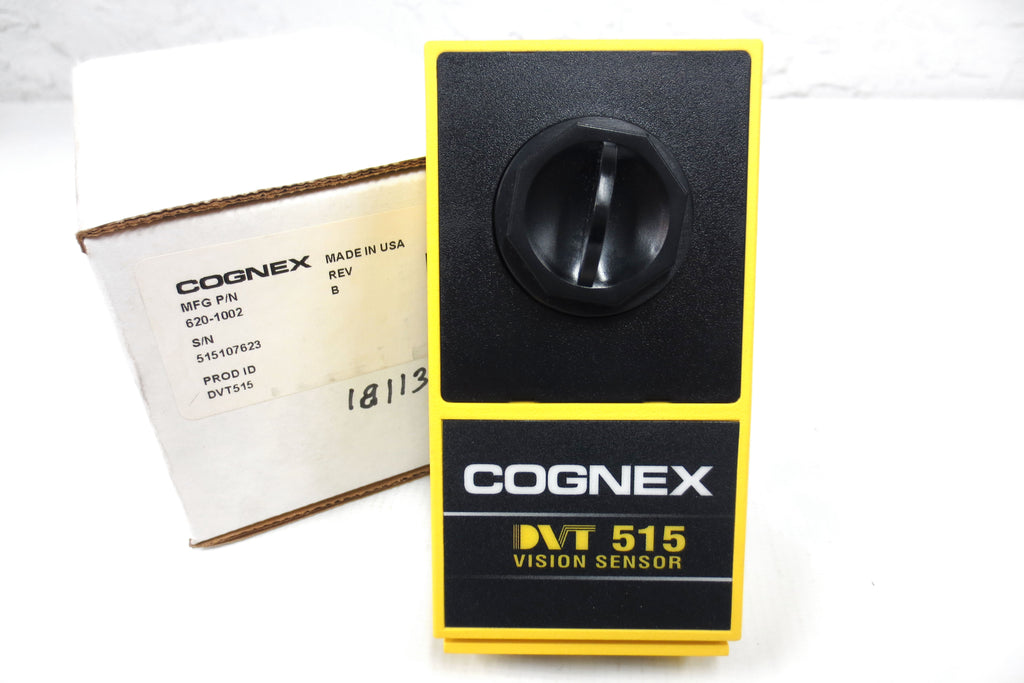 COGNEX
MADE IN USA
MFG P/N
REV
620-1002
B
S/N
515107623
PROD ID
DVT515
18113
COGNEX
DVT 515
VISION SENSOR